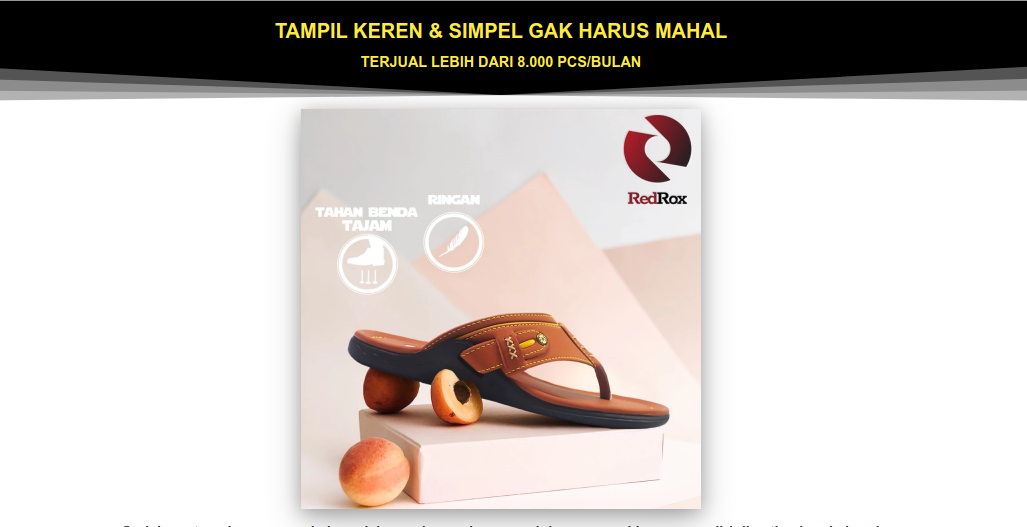 TAMPIL KEREN & SIMPEL GAK HARUS MAHAL
TERJUAL LEBIH DARI 8.000 PCS/BULAN
RedRox
RINGAN
TAHAN BENDA
TAJAM